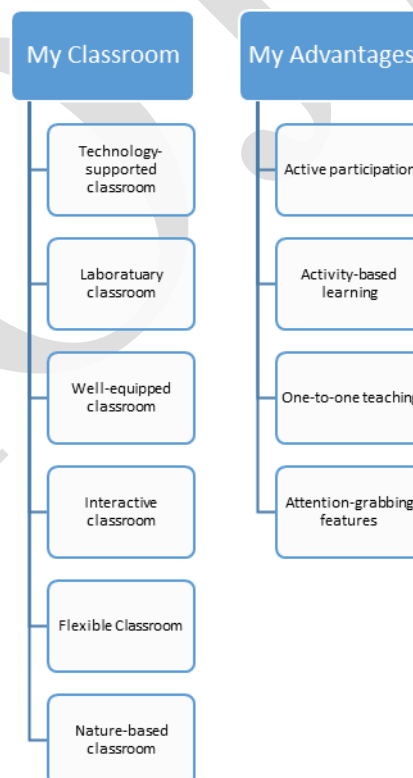 My Classroom
Technology-
supported
classroom
Laboratuary
classroom
Well-equipped
classroom
Interactive
classroom
Flexible Classroom
Nature-based
classroom
My Advantages
Active participation
Activity-based
learning
One-to-one teaching
Attention-grabbing
features